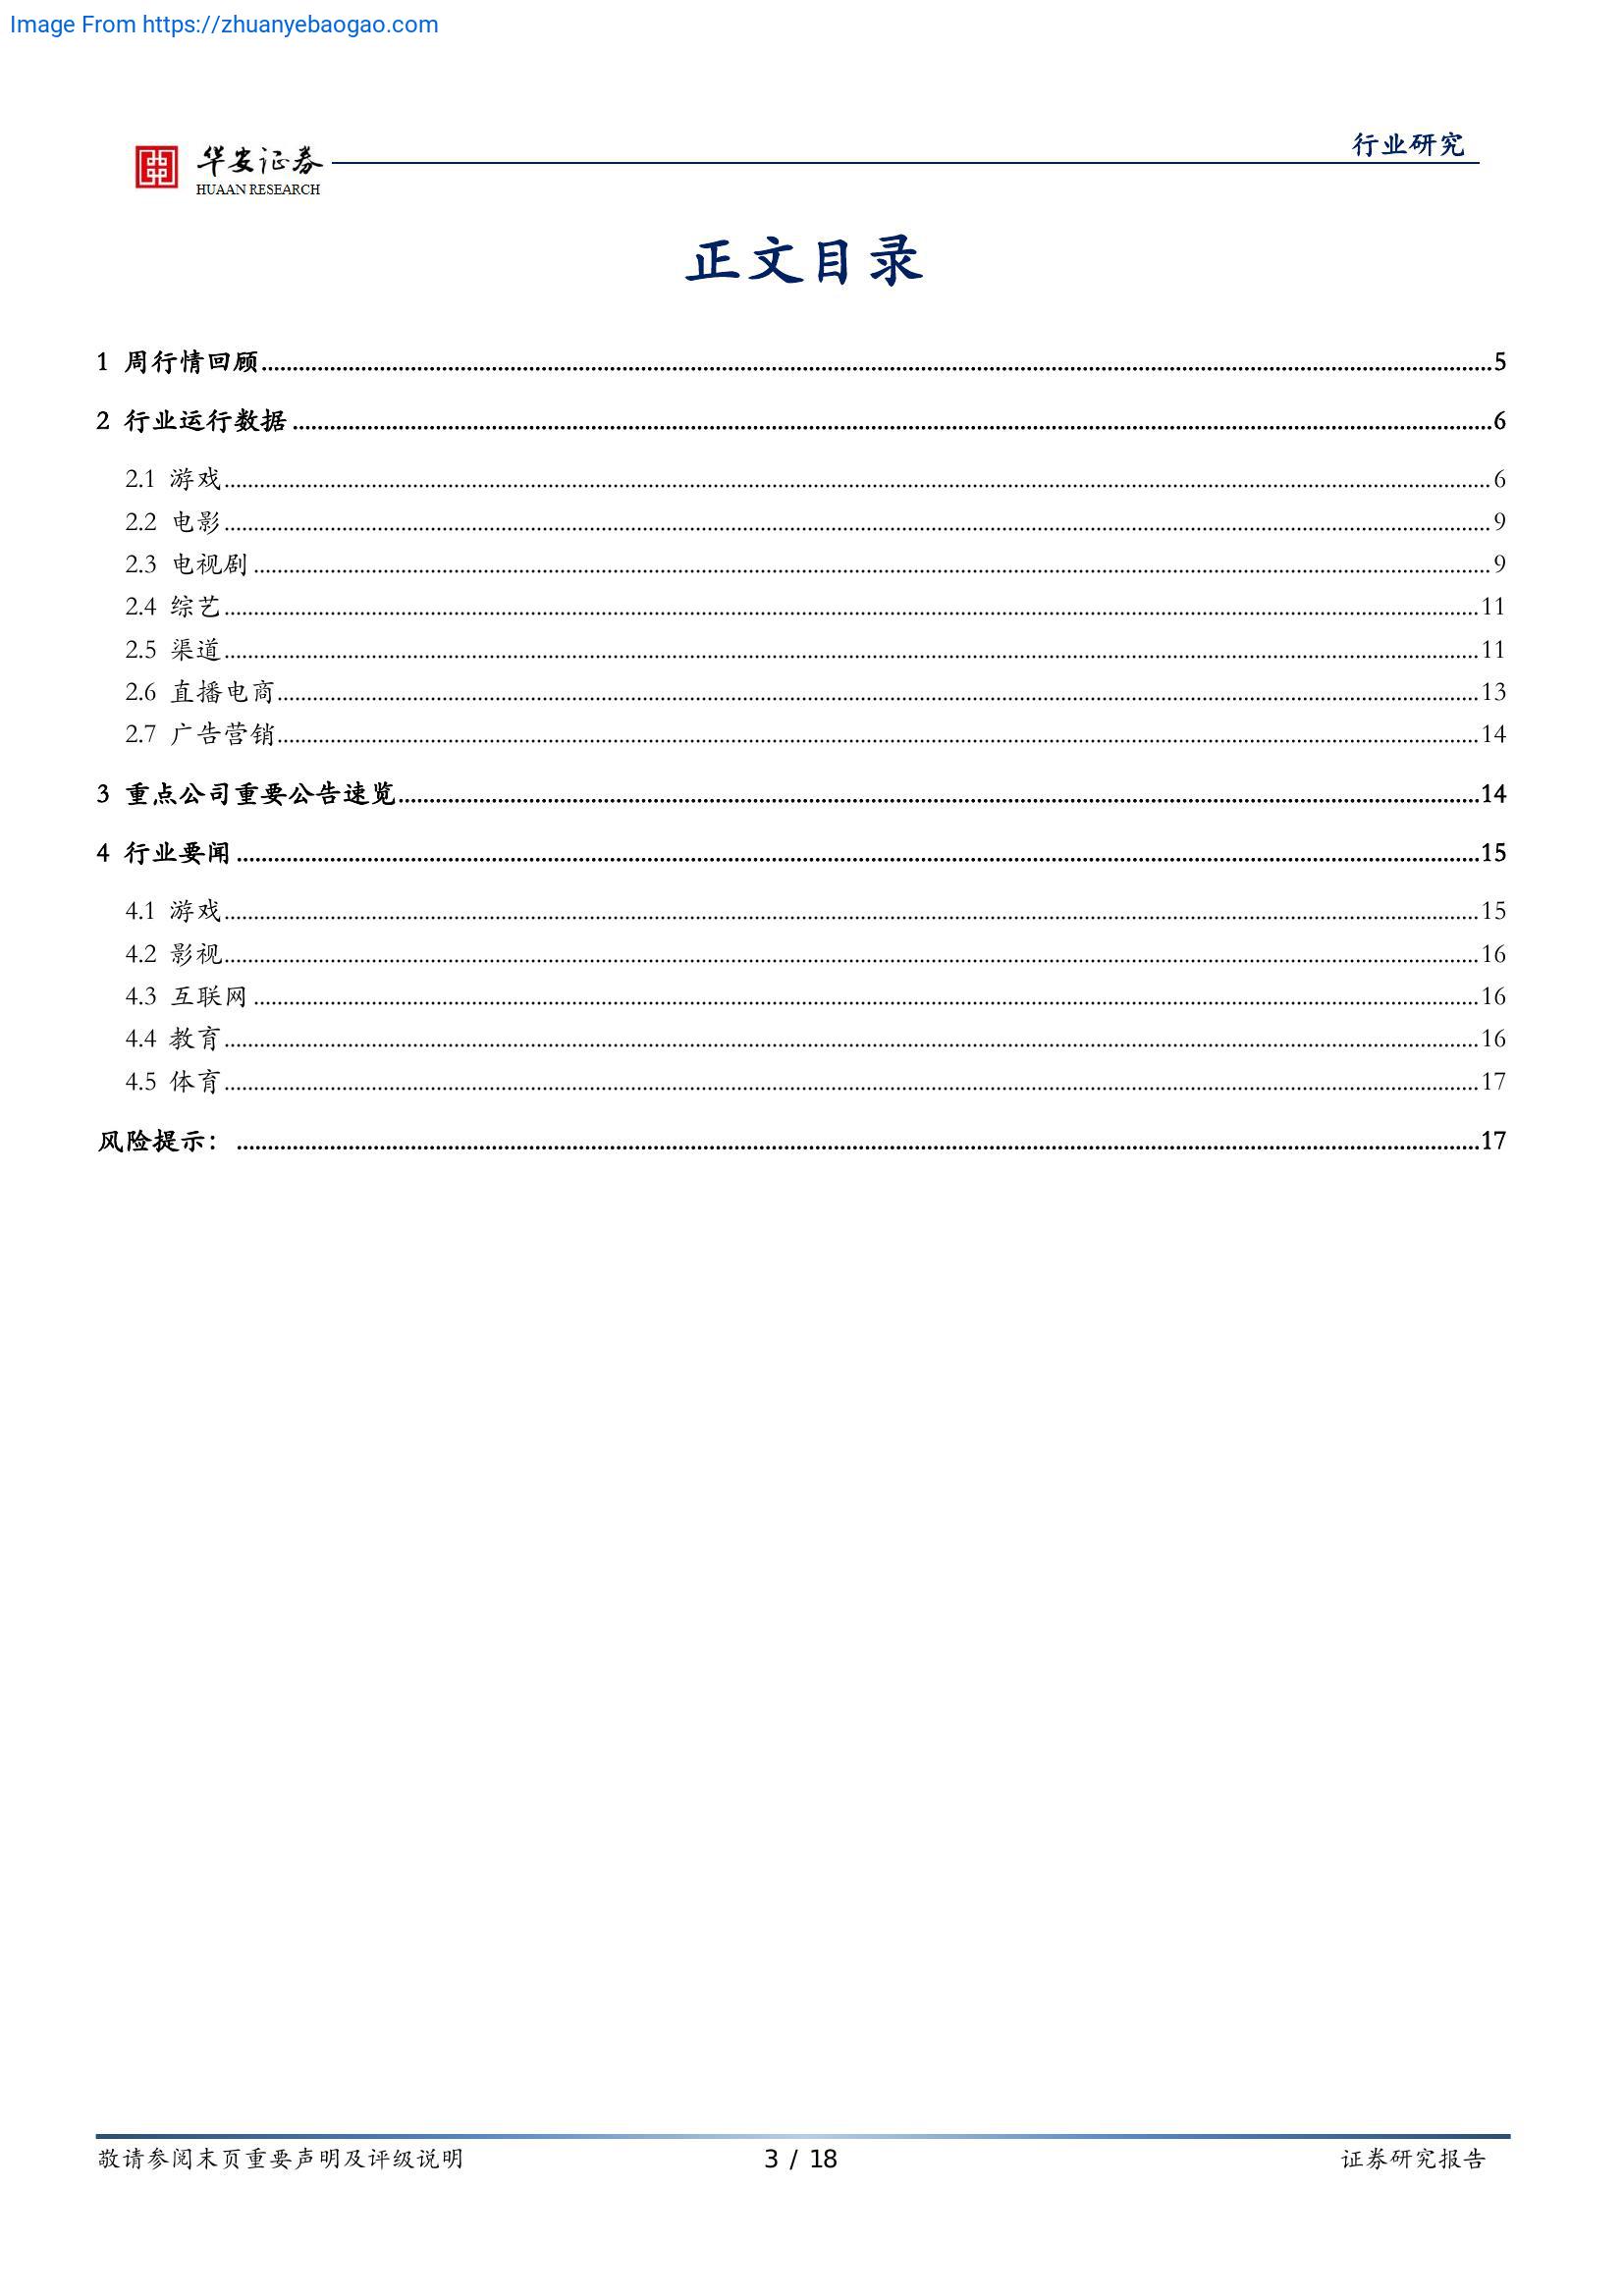 Image From https://zhuanyebaogao.com
行业研究
华安证券
HUAAN RESEARCH
正文目录
1 周行情回顾 5
2 行业运行数据 6
2.1 游戏 6
2.2 电影 9
2.3 电视剧 9
2.4 综艺 11
2.5 渠道 11
2.6 直播电商 13
2.7 广告营销 14
3 重点公司重要公告速览 14
4 行业要闻 15
4.1 游戏 15
4.2 影视 16
4.3 互联网 16
4.4 教育 16
4.5 体育 17
风险提示： 17
敬请参阅末页重要声明及评级说明 3 / 18 证券研究报告